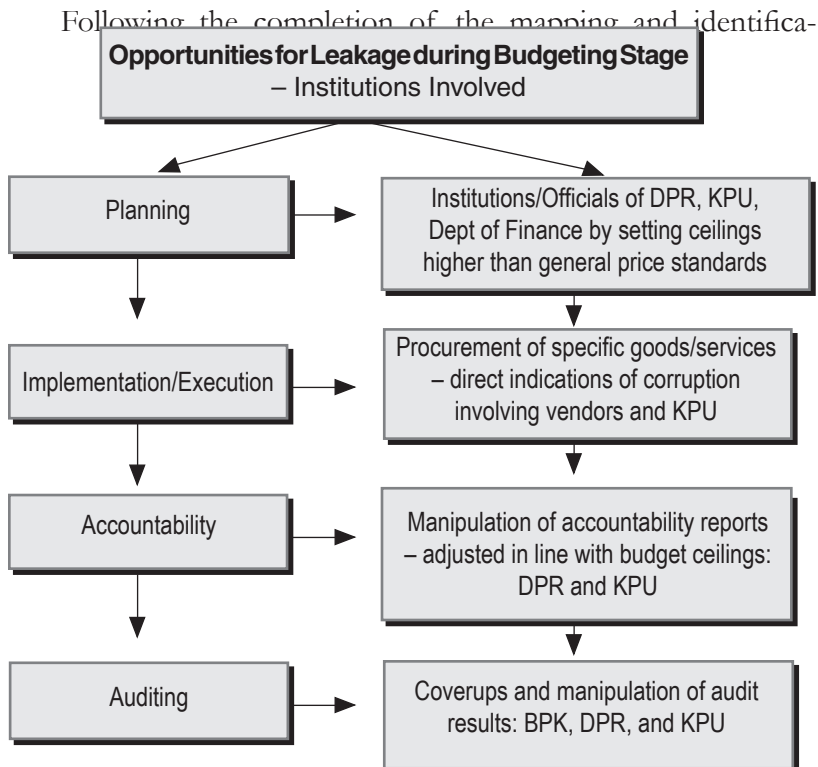 Following the completion of the mapping and identifica-
Opportunities for Leakage during Budgeting Stage
– Institutions Involved
Planning
Institutions/Officials of DPR, KPU,
Dept of Finance by setting ceilings
higher than general price standards
Implementation/Execution
Procurement of specific goods/services
– direct indications of corruption
involving vendors and KPU
Accountability
Manipulation of accountability reports
– adjusted in line with budget ceilings:
DPR and KPU
Auditing
Coverups and manipulation of audit
results: BPK, DPR, and KPU